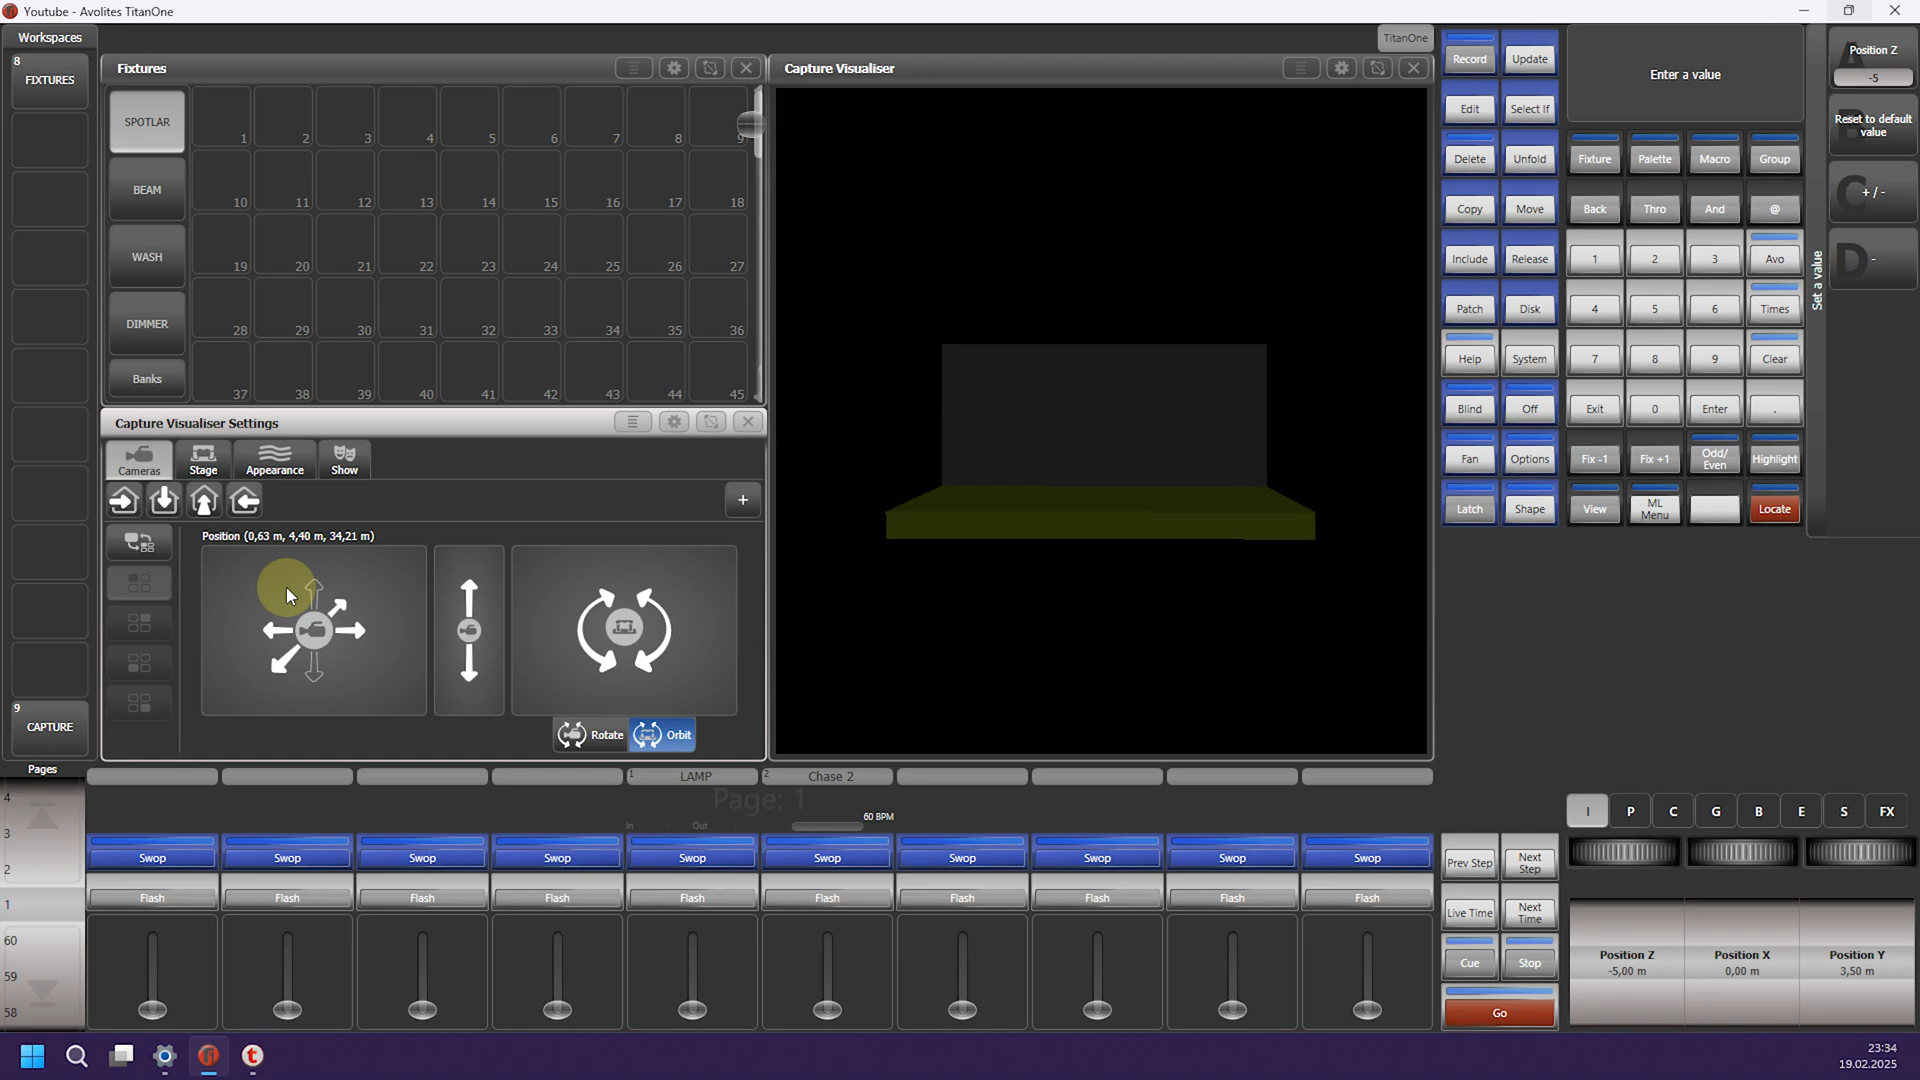 Youtube - Avolites TitanOne
Workspaces
8
FIXTURES
9
CAPTURE
Fixtures
SPOTLAR
BEAM
WASH
DIMMER
Banks
1 2 3 4 5 6 7 8 9
10 11 12 13 14 15 16 17 18
19 20 21 22 23 24 25 26 27
28 29 30 31 32 33 34 35 36
37 38 39 40 41 42 43 44 45
Capture Visualiser Settings
Cameras Stage Appearance Show
+
Position (0,63 m, 4,40 m, 34,21 m)
Rotate Orbit
TitanOne
Capture Visualiser
Record Update
Edit Select If
Delete Unfold
Copy Move
Include Release
Patch Disk
Help System
Blind Off
Fan Options
Latch Shape
Enter a value
Fixture Palette Macro Group
Back Thro And @
1 2 3 Avo
4 5 6 Times
7 8 9 Clear
Exit 0 Enter .
Fix -1 Fix +1 Odd/ Even Highlight
View ML Menu Locate
Set a value
A
Position Z
-5
B
Reset to default
value
C
+ / -
D
-
Pages
4
3
2
1
60
59
58
1 LAMP 2 Chase 2
Page: 1
60 BPM
In / Out /
Swop Swop Swop Swop Swop Swop Swop Swop Swop Swop
Flash Flash Flash Flash Flash Flash Flash Flash Flash Flash
Prev Step Next Step
Live Time Next Time
Cue Stop
Go
I P C G B E S FX
Position Z Position X Position Y
-5,00 m 0,00 m 3,50 m
23:34
19.02.2025